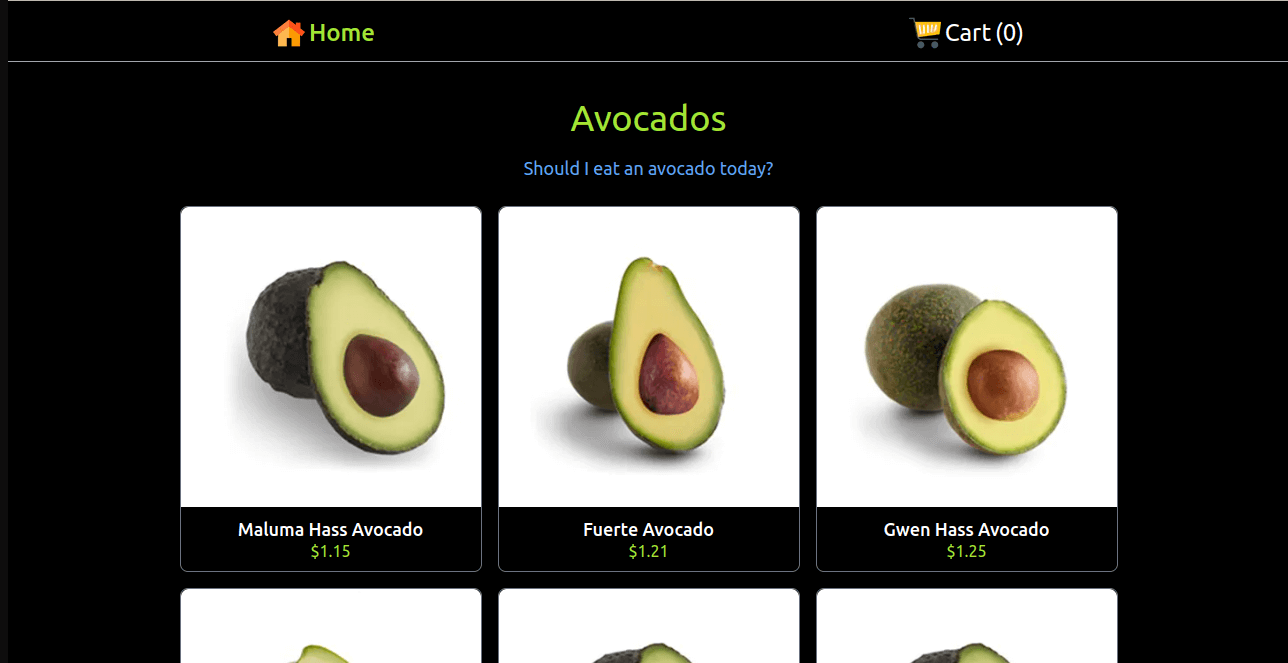 Home
Cart (0)
Avocados
Should I eat an avocado today?
Maluma Hass Avocado
$1.15
Fuerte Avocado
$1.21
Gwen Hass Avocado
$1.25